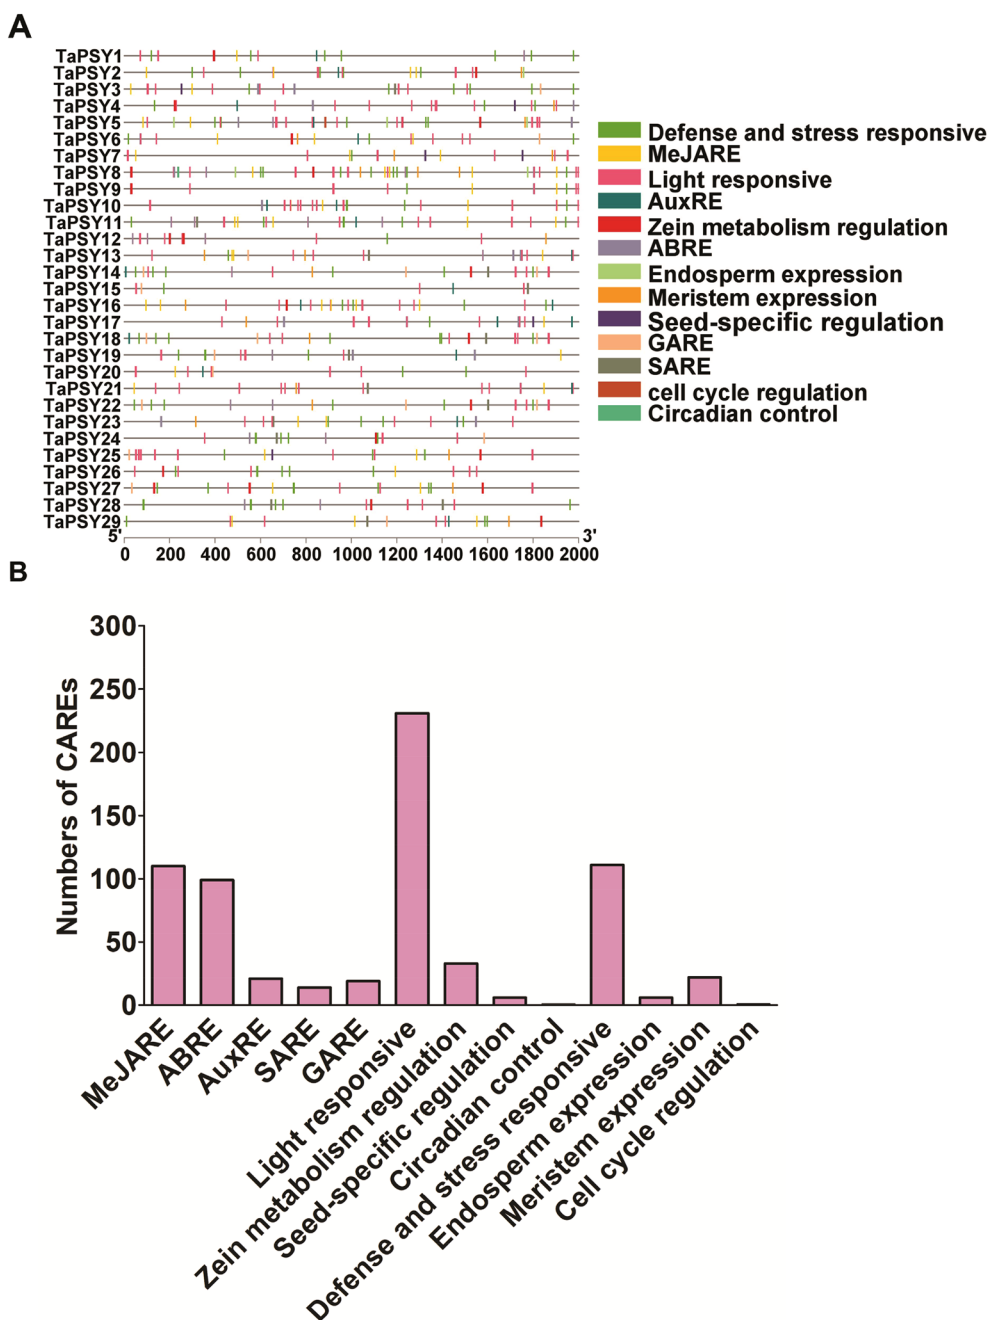 A
TaPSY1
TaPSY2
TaPSY3
TaPSY4
TaPSY5
TaPSY6
TaPSY7
TaPSY8
TaPSY9
TaPSY10
TaPSY11
TaPSY12
TaPSY13
TaPSY14
TaPSY15
TaPSY16
TaPSY17
TaPSY18
TaPSY19
TaPSY20
TaPSY21
TaPSY22
TaPSY23
TaPSY24
TaPSY25
TaPSY26
TaPSY27
TaPSY28
TaPSY29
5' 3'
0 200 400 600 800 1000 1200 1400 1600 1800 2000
Defense and stress responsive
MeJARE
Light responsive
AuxRE
Zein metabolism regulation
ABRE
Endosperm expression
Meristem expression
Seed-specific regulation
GARE
SARE
cell cycle regulation
Circadian control
B
Numbers of CAREs
300
250
200
150
100
50
0
MeJARE
ABRE
AuxRE
SARE
GARE
Light responsive
Zein metabolism regulation
Seed-specific regulation
Circadian control
Defense and stress responsive
Endosperm expression
Meristem expression
Cell cycle regulation